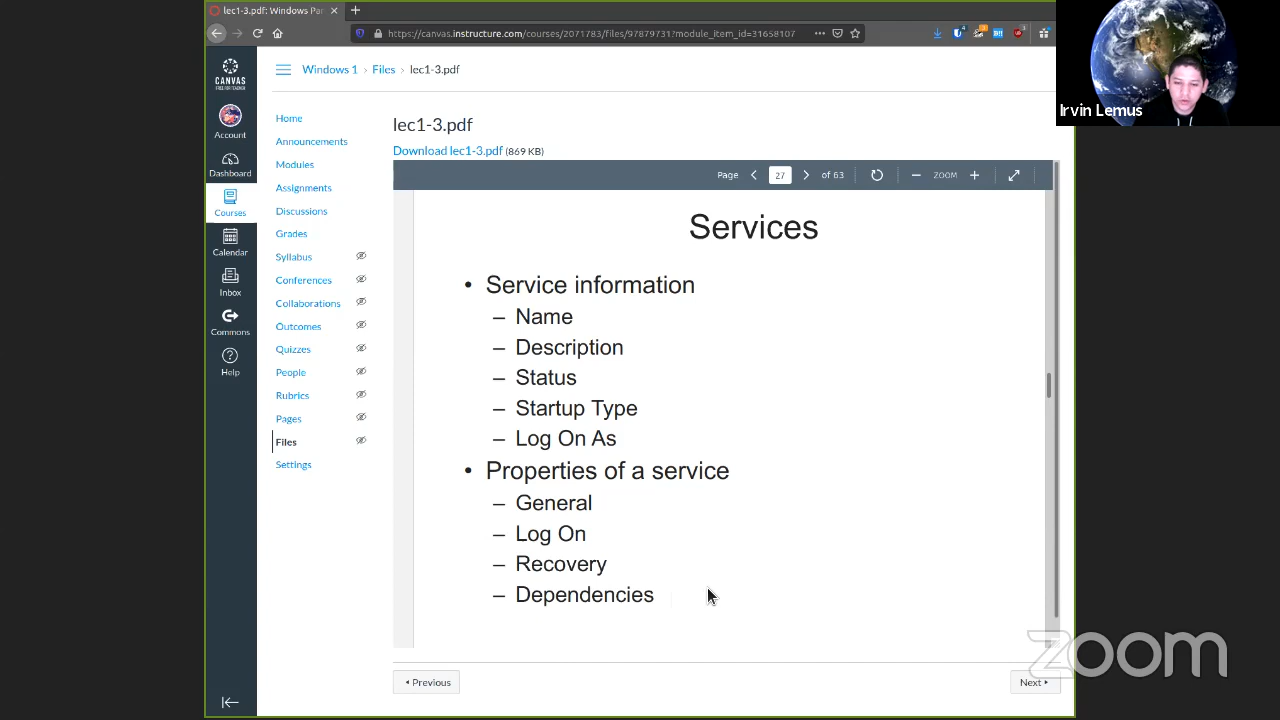 lec1-3.pdf: Windows Par
https://canvas.instructure.com/courses/2071783/files/97879731?module_item_id=31658107
Irvin Lemus
CANVAS
FREE FOR TEACHER
Account
Dashboard
Courses
Calendar
Inbox
Commons
Help
Windows 1 › Files › lec1-3.pdf
Home
Announcements
Modules
Assignments
Discussions
Grades
Syllabus
Conferences
Collaborations
Outcomes
Quizzes
People
Rubrics
Pages
Files
Settings
lec1-3.pdf
Download lec1-3.pdf (869 KB)
Page 27 of 63 ZOOM
Services
• Service information
– Name
– Description
– Status
– Startup Type
– Log On As
• Properties of a service
– General
– Log On
– Recovery
– Dependencies
Previous
Next
zoom